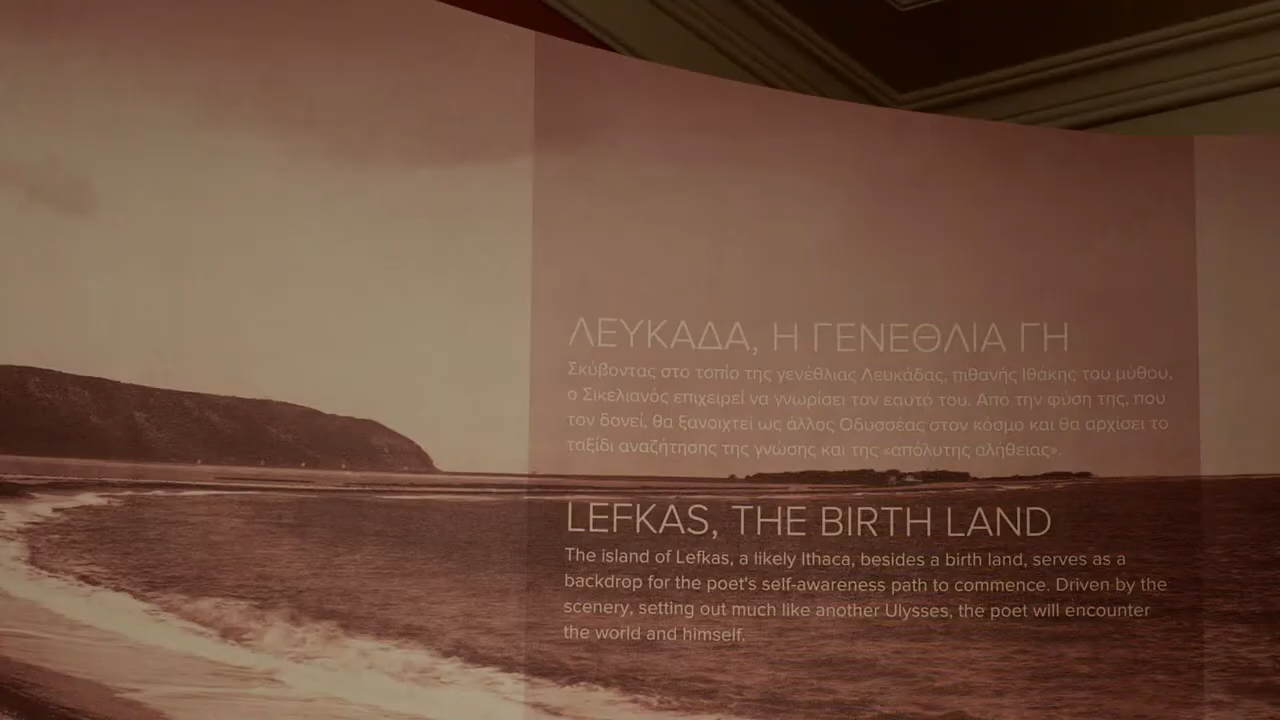 ΛΕΥΚΑΔΑ, Η ΓΕΝΕΘΛΙΑ ΓΗ
Σκύβοντας στο τοπίο της γενέθλιας Λευκάδας, πιθανής Ιθάκης του μύθου,
ο Σικελιανός επιχειρεί να γνωρίσει τον εαυτό του. Από την φύση της, που
τον δονεί, θα ξανοιχτεί ως άλλος Οδυσσέας στον κόσμο και θα αρχίσει το
ταξίδι αναζήτησης της γνώσης και της «απόλυτης αλήθειας».
LEFKAS, THE BIRTH LAND
The island of Lefkas, a likely Ithaca, besides a birth land, serves as a
backdrop for the poet's self-awareness path to commence. Driven by the
scenery, setting out much like another Ulysses, the poet will encounter
the world and himself.